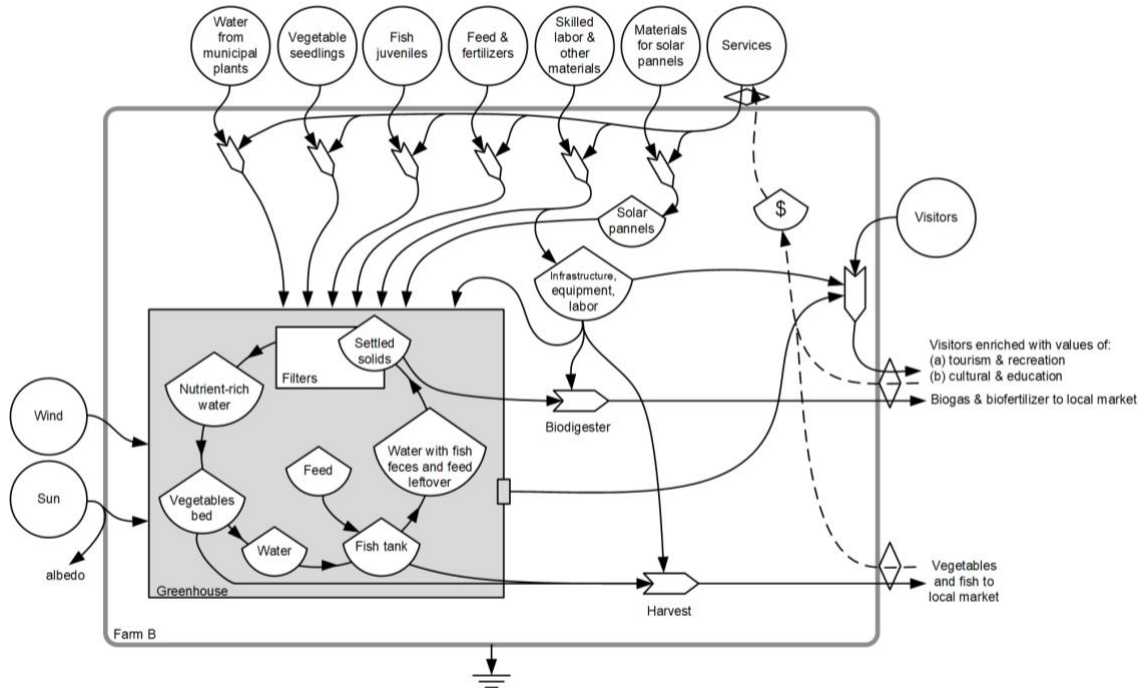 Water
from
municipal
plants
Vegetable
seedlings
Fish
juveniles
Feed &
fertilizers
Skilled
labor &
other
materials
Materials
for solar
pannels
Services
$
Visitors
Solar
pannels
Infrastructure,
equipment,
labor
Settled
solids
Filters
Nutrient-rich
water
Visitors enriched with values of:
(a) tourism & recreation
(b) cultural & education
Biogas & biofertilizer to local market
Biodigester
Wind
Water with fish
feces and feed
leftover
Feed
Sun
Vegetables
bed
Water
Fish tank
albedo
Greenhouse
Harvest
Vegetables
and fish to
local market
Farm B